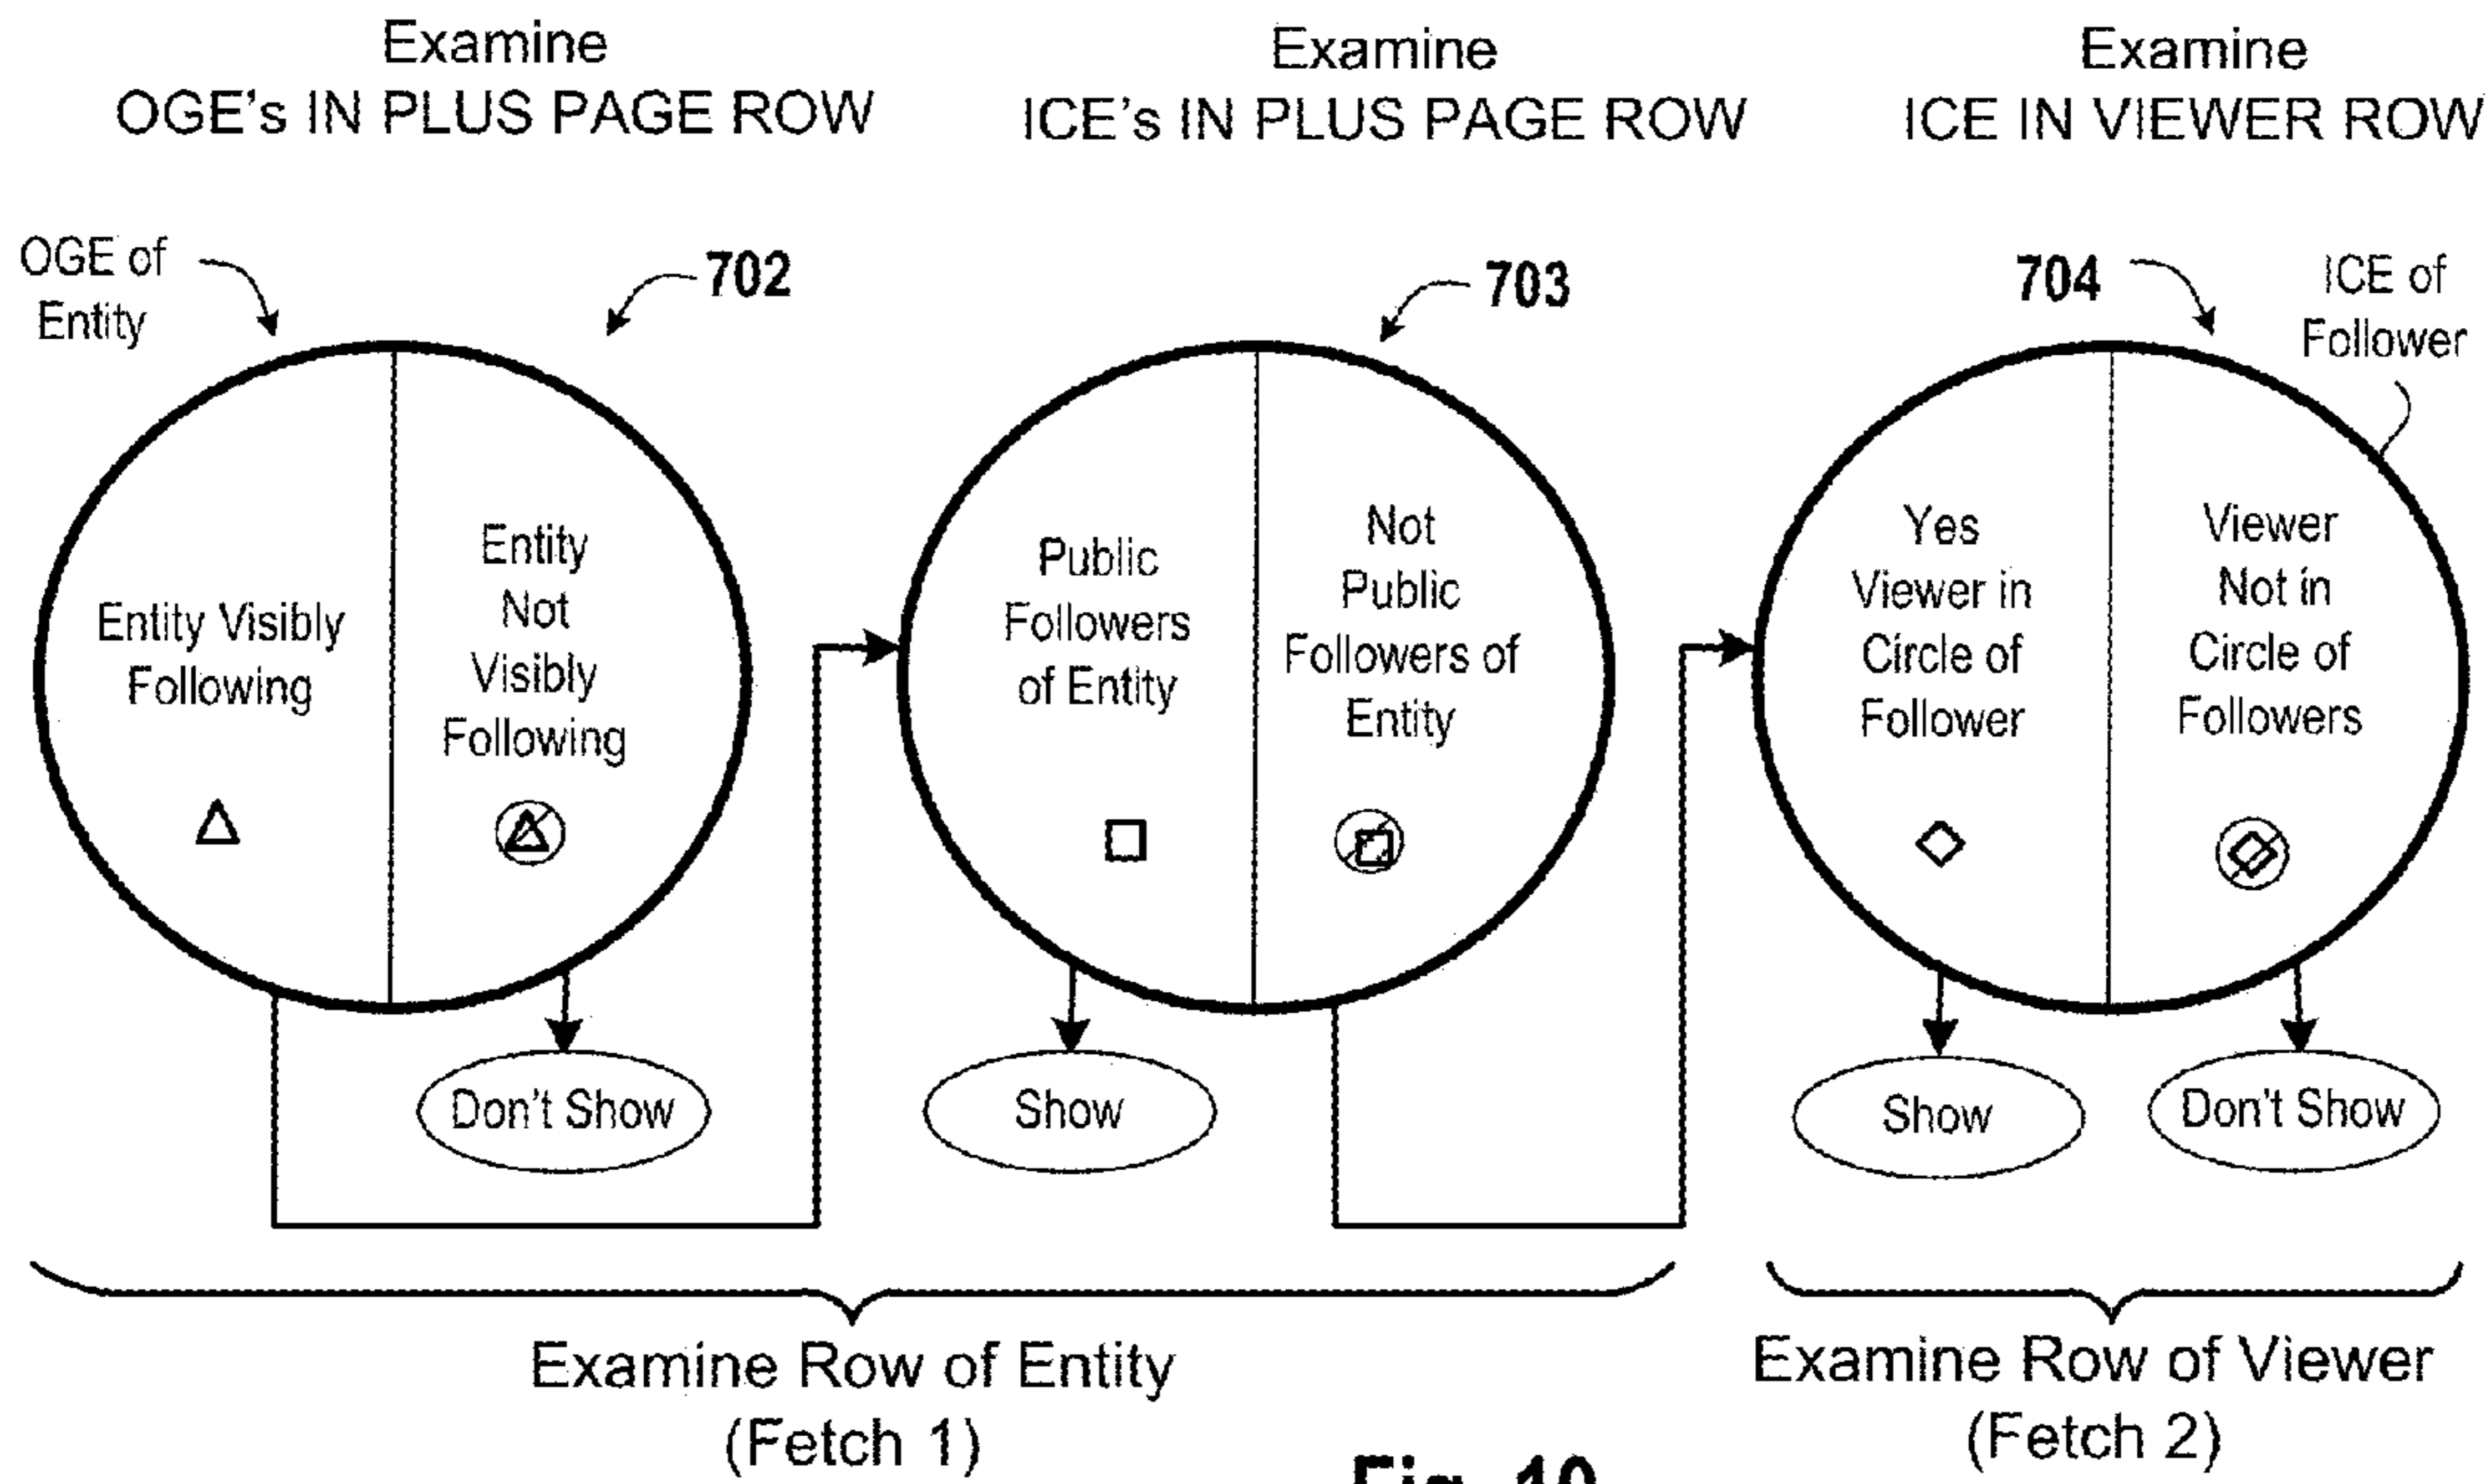 Examine
OGE's IN PLUS PAGE ROW
Examine
ICE's IN PLUS PAGE ROW
Examine
ICE IN VIEWER ROW
OGE of
Entity
702
703
704
ICE of
Follower
Entity Visibly
Following
Entity
Not
Visibly
Following
Public
Followers
of Entity
Not
Public
Followers of
Entity
Yes
Viewer in
Circle of
Follower
Viewer
Not in
Circle of
Followers
Don't Show
Show
Show
Don't Show
Examine Row of Entity
(Fetch 1)
Examine Row of Viewer
(Fetch 2)
Fig. 10